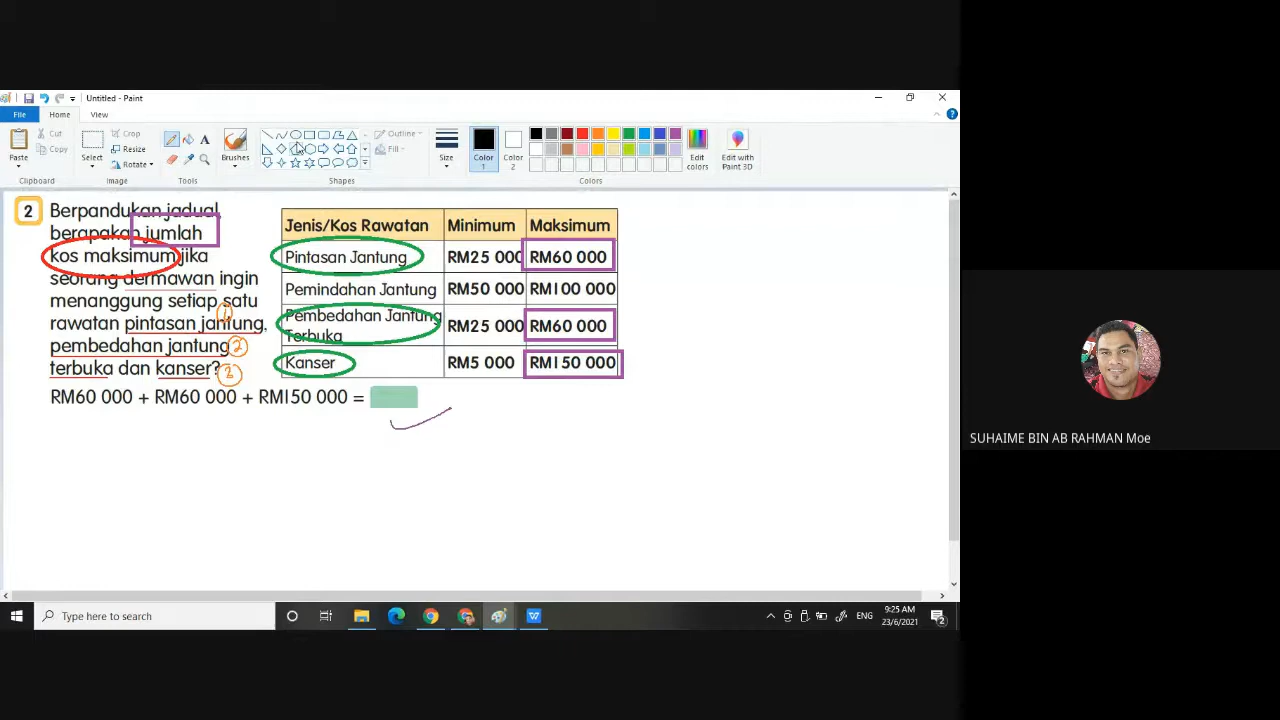 Untitled - Paint
File
Home
View
Paste
Cut
Copy
Clipboard
Select
Crop
Resize
Rotate
Image
Tools
Brushes
Outline
Fill
Shapes
Size
Color 1
Color 2
Edit colors
Edit with Paint 3D
Colors
2
Berpandukan jadual,
berapakah jumlah
kos maksimum jika
seorang dermawan ingin
menanggung setiap satu
rawatan pintasan jantung,
pembedahan jantung
terbuka dan kanser?
1
2
3
Jenis/Kos Rawatan Minimum Maksimum
Pintasan Jantung RM25 000 RM60 000
Pemindahan Jantung RM50 000 RM100 000
Pembedahan Jantung
Terbuka RM25 000 RM60 000
Kanser RM5 000 RM150 000
RM60 000 + RM60 000 + RM150 000 =
SUHAIME BIN AB RAHMAN Moe
Type here to search
ENG
9:25 AM
23/6/2021
2